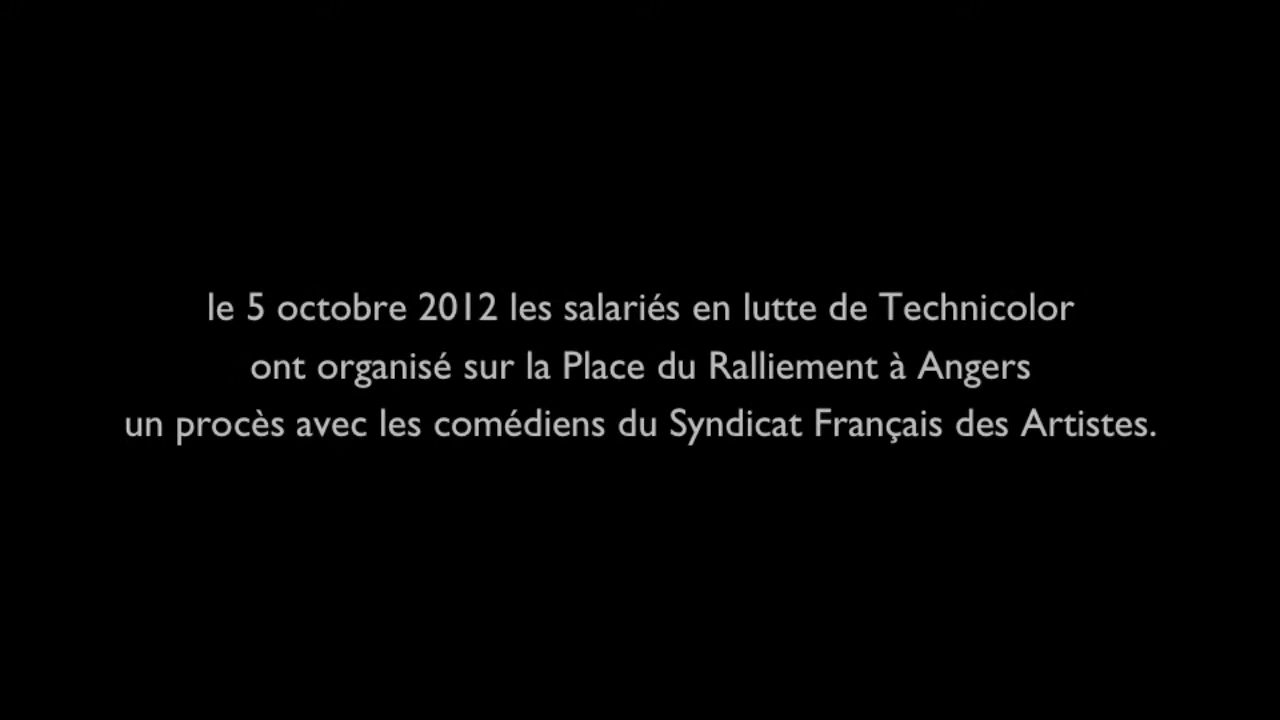 le 5 octobre 2012 les salariés en lutte de Technicolor
ont organisé sur la Place du Ralliement à Angers
un procès avec les comédiens du Syndicat Français des Artistes.